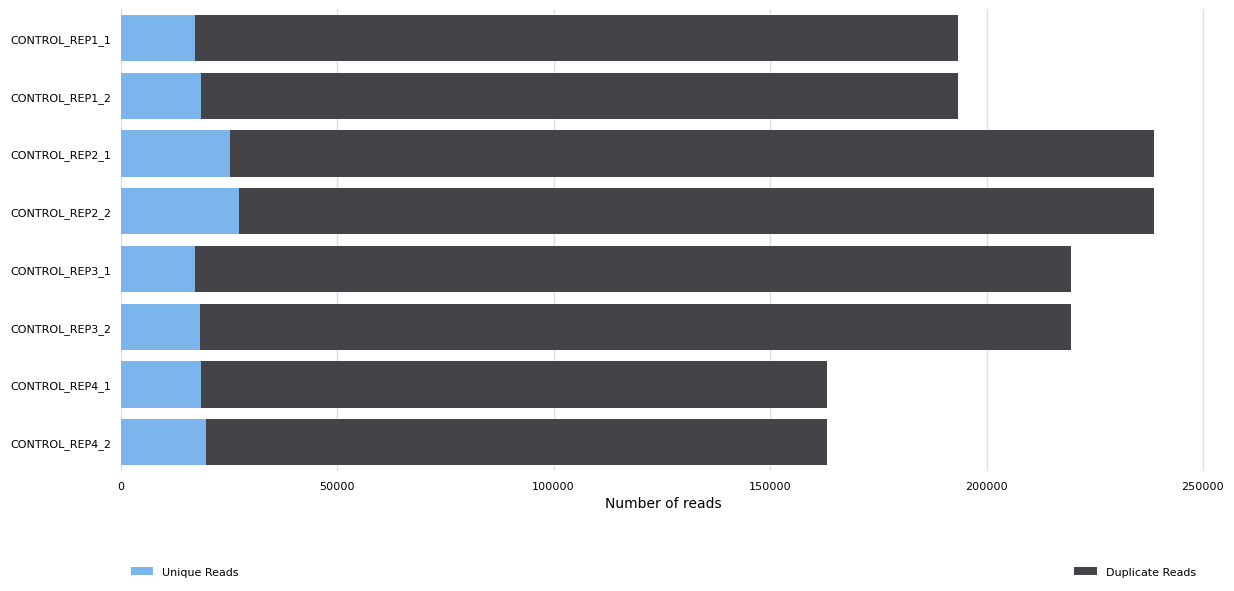 CONTROL_REP1_1
CONTROL_REP1_2
CONTROL_REP2_1
CONTROL_REP2_2
CONTROL_REP3_1
CONTROL_REP3_2
CONTROL_REP4_1
CONTROL_REP4_2
0 50000 100000 150000 200000 250000
Number of reads
Unique Reads Duplicate Reads